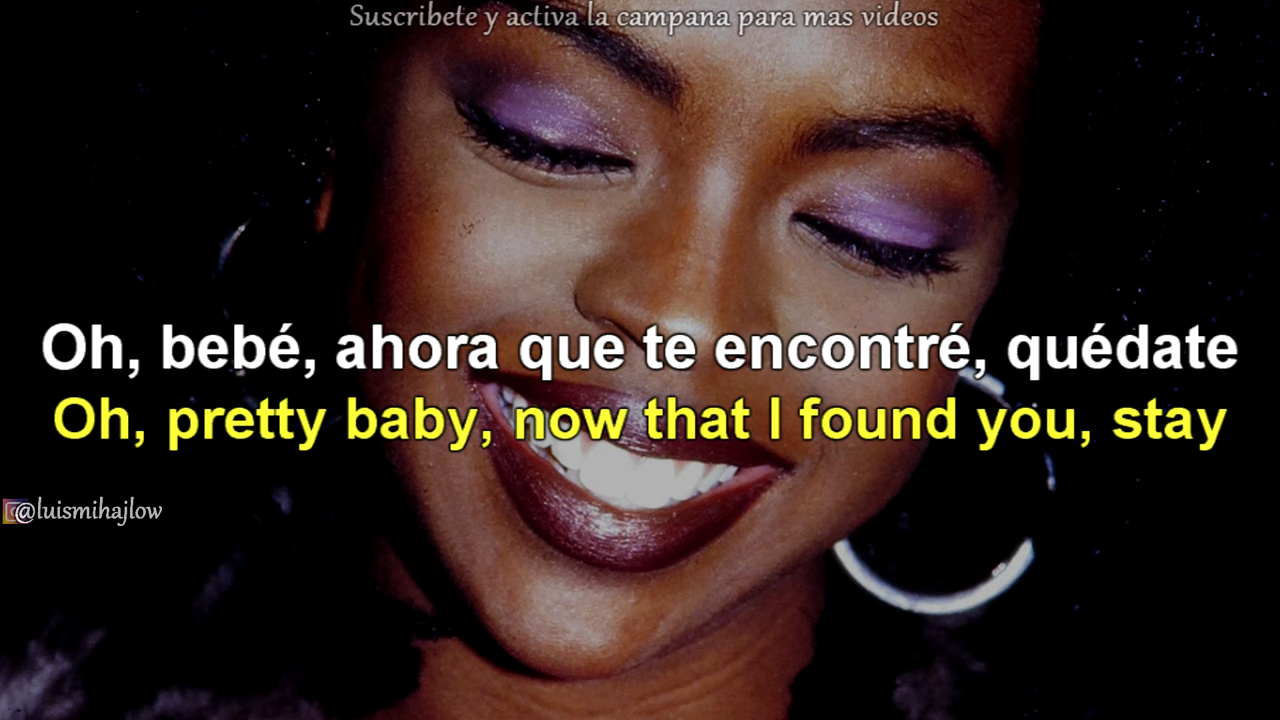 Suscribete y activa la campana para mas videos
Oh, bebé, ahora que te encontré, quédate
Oh, pretty baby, now that I found you, stay
@luismihajlow